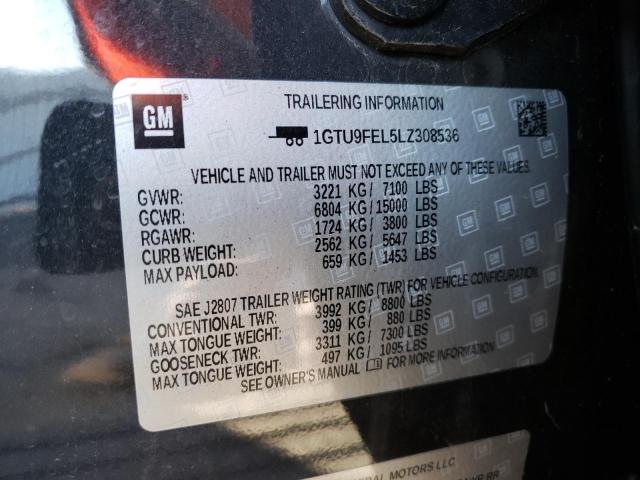 GM
TRAILERING INFORMATION
1GTU9FEL5LZ308536
VEHICLE AND TRAILER MUST NOT EXCEED ANY OF THESE VALUES.
GVWR: 3221 KG / 7100 LBS
GCWR: 6804 KG / 15000 LBS
RGAWR: 1724 KG / 3800 LBS
CURB WEIGHT: 2562 KG / 5647 LBS
MAX PAYLOAD: 659 KG / 1453 LBS
SAE J2807 TRAILER WEIGHT RATING (TWR) FOR VEHICLE CONFIGURATION.
CONVENTIONAL TWR: 3992 KG / 8800 LBS
MAX TONGUE WEIGHT: 399 KG / 880 LBS
GOOSENECK TWR: 3311 KG / 7300 LBS
MAX TONGUE WEIGHT: 497 KG / 1095 LBS
SEE OWNER'S MANUAL FOR MORE INFORMATION
MOTORS LLC